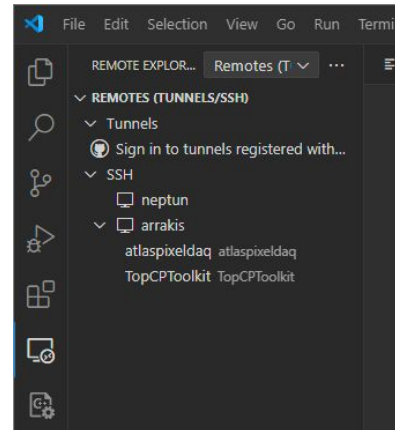 File Edit Selection View Go Run Termi
REMOTE EXPLOR... Remotes (T ...
REMOTES (TUNNELS/SSH)
Tunnels
Sign in to tunnels registered with...
SSH
neptun
arrakis
atlaspixeldaq atlaspixeldaq
TopCPToolkit TopCPToolkit